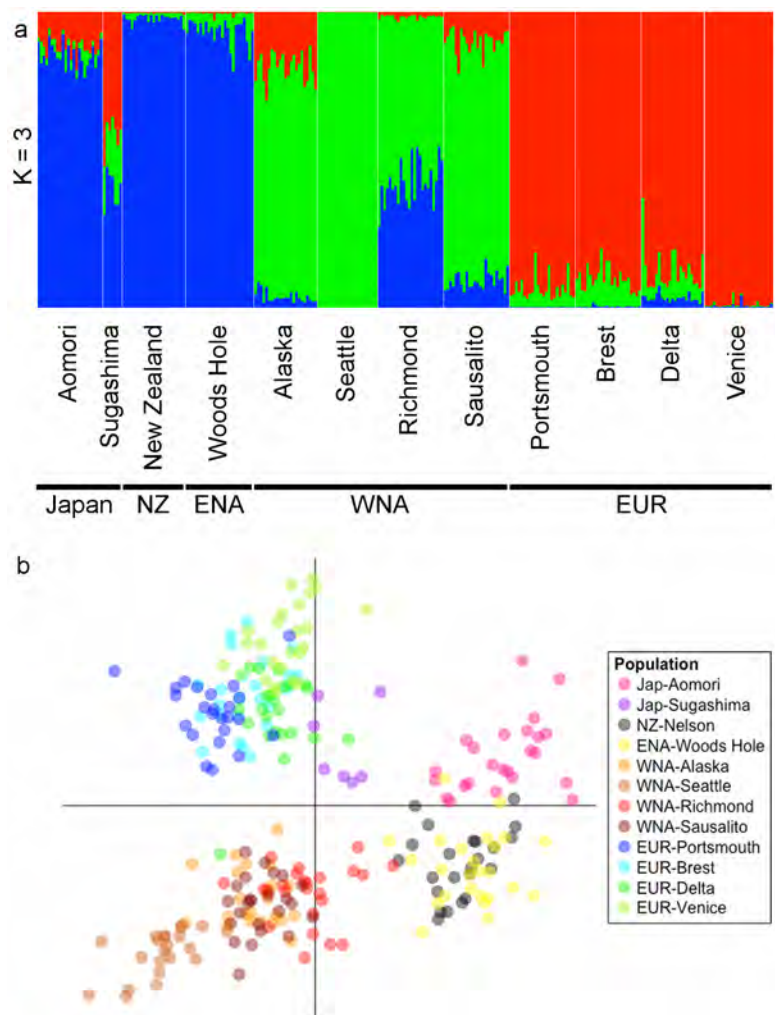 a
K = 3
Aomori
Sugashima
New Zealand
Woods Hole
Alaska
Seattle
Richmond
Sausalito
Portsmouth
Brest
Delta
Venice
Japan NZ ENA WNA EUR
b
Population
Jap-Aomori
Jap-Sugashima
NZ-Nelson
ENA-Woods Hole
WNA-Alaska
WNA-Seattle
WNA-Richmond
WNA-Sausalito
EUR-Portsmouth
EUR-Brest
EUR-Delta
EUR-Venice